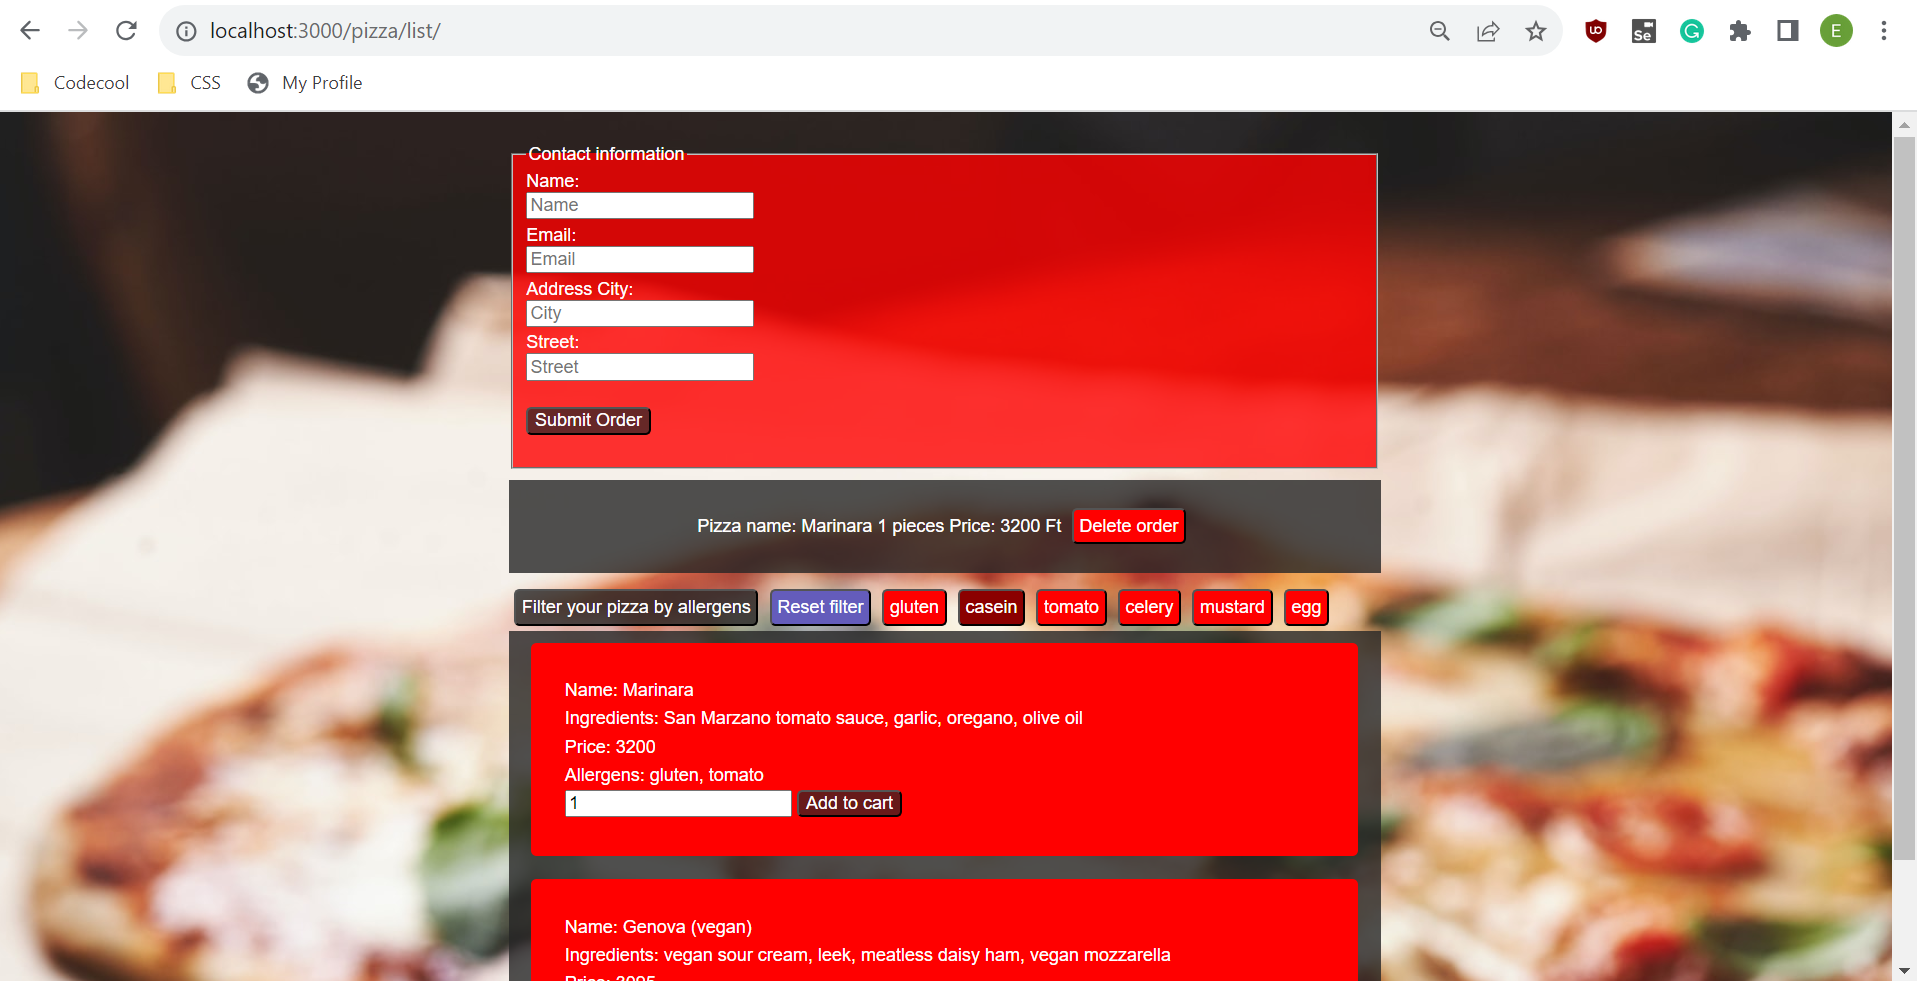 localhost:3000/pizza/list/
Se
E
Codecool CSS My Profile
Contact information
Name:
Name
Email:
Email
Address City:
City
Street:
Street
Submit Order
Pizza name: Marinara 1 pieces Price: 3200 Ft Delete order
Filter your pizza by allergens Reset filter gluten casein tomato celery mustard egg
Name: Marinara
Ingredients: San Marzano tomato sauce, garlic, oregano, olive oil
Price: 3200
Allergens: gluten, tomato
1 Add to cart
Name: Genova (vegan)
Ingredients: vegan sour cream, leek, meatless daisy ham, vegan mozzarella